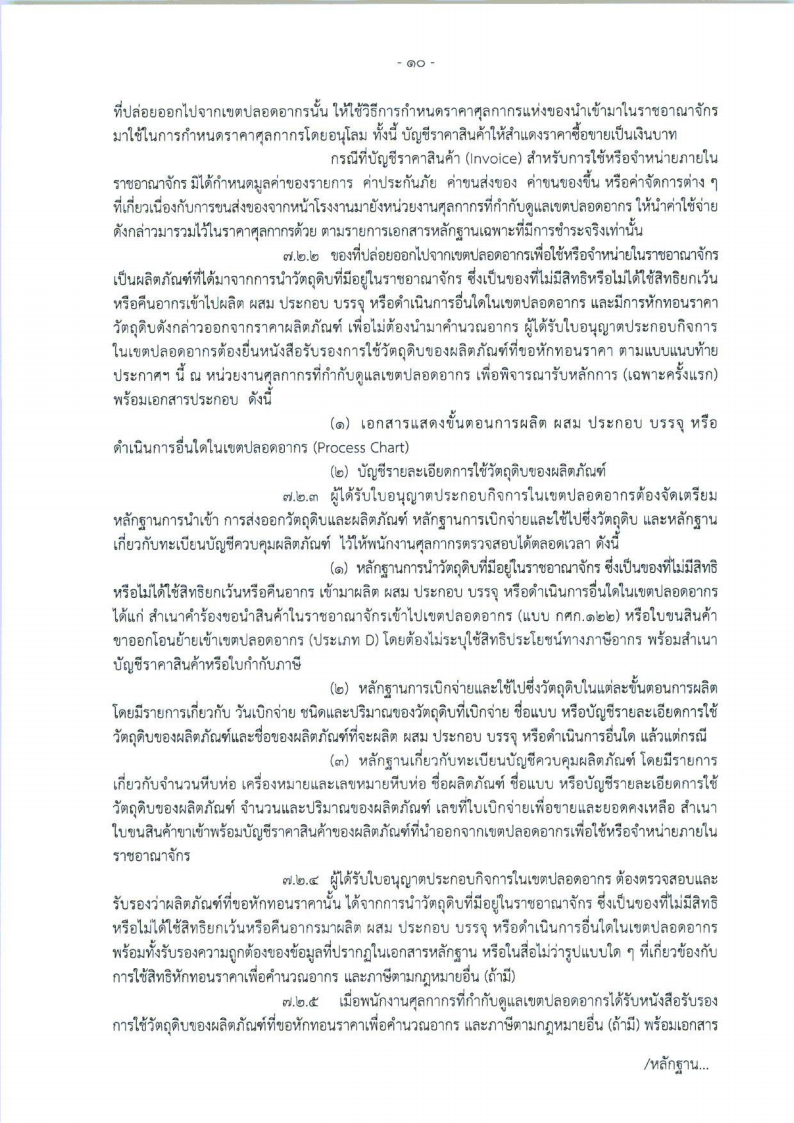 - ๑๐ -
ที่ปล่อยออกไปจากเขตปลอดอากรนั้น ให้ใช้วิธีการกำหนดราคาศุลกากรแห่งของนำเข้ามาในราชอาณาจักร
มาใช้ในการกำหนดราคาศุลกากรโดยอนุโลม ทั้งนี้ บัญชีราคาสินค้าให้สำแดงราคาซื้อขายเป็นเงินบาท
กรณีที่บัญชีราคาสินค้า (Invoice) สำหรับการใช้หรือจำหน่ายภายใน
ราชอาณาจักร มิได้กำหนดมูลค่าของรายการ ค่าประกันภัย ค่าขนส่งของ ค่าขนของขึ้น หรือค่าจัดการต่าง ๆ
ที่เกี่ยวเนื่องกับการขนส่งของจากหน้าโรงงานมายังหน่วยงานศุลกากรที่กำกับดูแลเขตปลอดอากร ให้นำค่าใช้จ่าย
ดังกล่าวมารวมไว้ในราคาศุลกากรด้วย ตามรายการเอกสารหลักฐานเฉพาะที่มีการชำระจริงเท่านั้น
๗.๒.๒ ของที่ปล่อยออกไปจากเขตปลอดอากรเพื่อใช้หรือจำหน่ายในราชอาณาจักร
เป็นผลิตภัณฑ์ที่ได้มาจากการนำวัตถุดิบที่มีอยู่ในราชอาณาจักร ซึ่งเป็นของที่ไม่มีสิทธิหรือไม่ได้ใช้สิทธิยกเว้น
หรือคืนอากรเข้าไปผลิต ผสม ประกอบ บรรจุ หรือดำเนินการอื่นใดในเขตปลอดอากร และมีการหักทอนราคา
วัตถุดิบดังกล่าวออกจากราคาผลิตภัณฑ์ เพื่อไม่ต้องนำมาคำนวณอากร ผู้ได้รับใบอนุญาตประกอบกิจการ
ในเขตปลอดอากรต้องยื่นหนังสือรับรองการใช้วัตถุดิบของผลิตภัณฑ์ที่ขอหักทอนราคา ตามแบบแนบท้าย
ประกาศฯ นี้ ณ หน่วยงานศุลกากรที่กำกับดูแลเขตปลอดอากร เพื่อพิจารณารับหลักการ (เฉพาะครั้งแรก)
พร้อมเอกสารประกอบ ดังนี้
(๑) เอกสารแสดงขั้นตอนการผลิต ผสม ประกอบ บรรจุ หรือ
ดำเนินการอื่นใดในเขตปลอดอากร (Process Chart)
(๒) บัญชีรายละเอียดการใช้วัตถุดิบของผลิตภัณฑ์
๗.๒.๓ ผู้ได้รับใบอนุญาตประกอบกิจการในเขตปลอดอากรต้องจัดเตรียม
หลักฐานการนำเข้า การส่งออกวัตถุดิบและผลิตภัณฑ์ หลักฐานการเบิกจ่ายและใช้ไปซึ่งวัตถุดิบ และหลักฐาน
เกี่ยวกับทะเบียนบัญชีควบคุมผลิตภัณฑ์ ไว้ให้พนักงานศุลกากรตรวจสอบได้ตลอดเวลา ดังนี้
(๑) หลักฐานการนำวัตถุดิบที่มีอยู่ในราชอาณาจักร ซึ่งเป็นของที่ไม่มีสิทธิ
หรือไม่ได้ใช้สิทธิยกเว้นหรือคืนอากร เข้ามาผลิต ผสม ประกอบ บรรจุ หรือดำเนินการอื่นใดในเขตปลอดอากร
ได้แก่ สำเนาคำร้องขอนำสินค้าในราชอาณาจักรเข้าไปเขตปลอดอากร (แบบ กศก.๑๒๒) หรือใบขนสินค้า
ขาออกโอนย้ายเข้าเขตปลอดอากร (ประเภท D) โดยต้องไม่ระบุใช้สิทธิประโยชน์ทางภาษีอากร พร้อมสำเนา
บัญชีราคาสินค้าหรือใบกำกับภาษี
(๒) หลักฐานการเบิกจ่ายและใช้ไปซึ่งวัตถุดิบในแต่ละขั้นตอนการผลิต
โดยมีรายการเกี่ยวกับ วันเบิกจ่าย ชนิดและปริมาณของวัตถุดิบที่เบิกจ่าย ชื่อแบบ หรือบัญชีรายละเอียดการใช้
วัตถุดิบของผลิตภัณฑ์และชื่อของผลิตภัณฑ์ที่จะผลิต ผสม ประกอบ บรรจุ หรือดำเนินการอื่นใด แล้วแต่กรณี
(๓) หลักฐานเกี่ยวกับทะเบียนบัญชีควบคุมผลิตภัณฑ์ โดยมีรายการ
เกี่ยวกับจำนวนหีบห่อ เครื่องหมายและเลขหมายหีบห่อ ชื่อผลิตภัณฑ์ ชื่อแบบ หรือบัญชีรายละเอียดการใช้
วัตถุดิบของผลิตภัณฑ์ จำนวนและปริมาณของผลิตภัณฑ์ เลขที่ใบเบิกจ่ายเพื่อขายและยอดคงเหลือ สำเนา
ใบขนสินค้าขาเข้าพร้อมบัญชีราคาสินค้าของผลิตภัณฑ์ที่นำออกจากเขตปลอดอากรเพื่อใช้หรือจำหน่ายภายใน
ราชอาณาจักร
๗.๒.๔ ผู้ได้รับใบอนุญาตประกอบกิจการในเขตปลอดอากร ต้องตรวจสอบและ
รับรองว่าผลิตภัณฑ์ที่ขอหักทอนราคานั้น ได้จากการนำวัตถุดิบที่มีอยู่ในราชอาณาจักร ซึ่งเป็นของที่ไม่มีสิทธิ
หรือไม่ได้ใช้สิทธิยกเว้นหรือคืนอากรมาผลิต ผสม ประกอบ บรรจุ หรือดำเนินการอื่นใดในเขตปลอดอากร
พร้อมทั้งรับรองความถูกต้องของข้อมูลที่ปรากฏในเอกสารหลักฐาน หรือในสื่อไม่ว่ารูปแบบใด ๆ ที่เกี่ยวข้องกับ
การใช้สิทธิหักทอนราคาเพื่อคำนวณอากร และภาษีตามกฎหมายอื่น (ถ้ามี)
๗.๒.๕ เมื่อพนักงานศุลกากรที่กำกับดูแลเขตปลอดอากรได้รับหนังสือรับรอง
การใช้วัตถุดิบของผลิตภัณฑ์ที่ขอหักทอนราคาเพื่อคำนวณอากร และภาษีตามกฎหมายอื่น (ถ้ามี) พร้อมเอกสาร
/หลักฐาน...